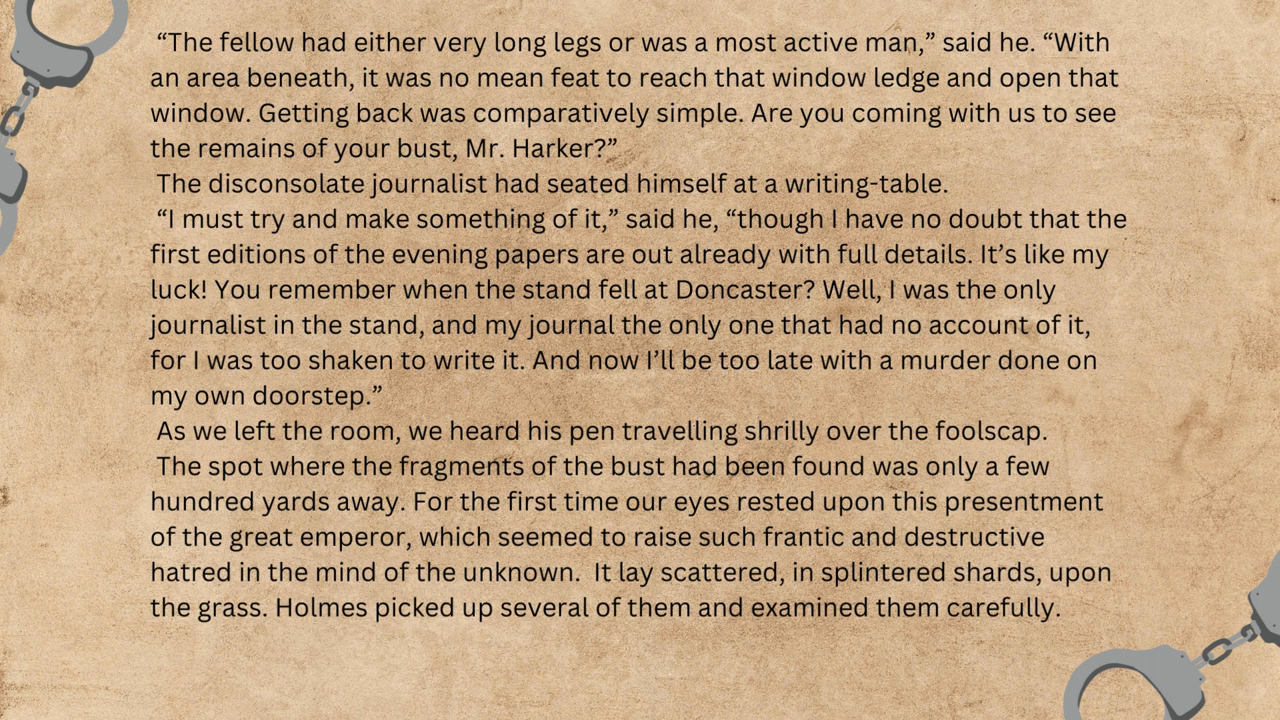 “The fellow had either very long legs or was a most active man,” said he. “With
an area beneath, it was no mean feat to reach that window ledge and open that
window. Getting back was comparatively simple. Are you coming with us to see
the remains of your bust, Mr. Harker?”
The disconsolate journalist had seated himself at a writing-table.
“I must try and make something of it,” said he, “though I have no doubt that the
first editions of the evening papers are out already with full details. It’s like my
luck! You remember when the stand fell at Doncaster? Well, I was the only
journalist in the stand, and my journal the only one that had no account of it,
for I was too shaken to write it. And now I’ll be too late with a murder done on
my own doorstep.”
As we left the room, we heard his pen travelling shrilly over the foolscap.
The spot where the fragments of the bust had been found was only a few
hundred yards away. For the first time our eyes rested upon this presentment
of the great emperor, which seemed to raise such frantic and destructive
hatred in the mind of the unknown.  It lay scattered, in splintered shards, upon
the grass. Holmes picked up several of them and examined them carefully.